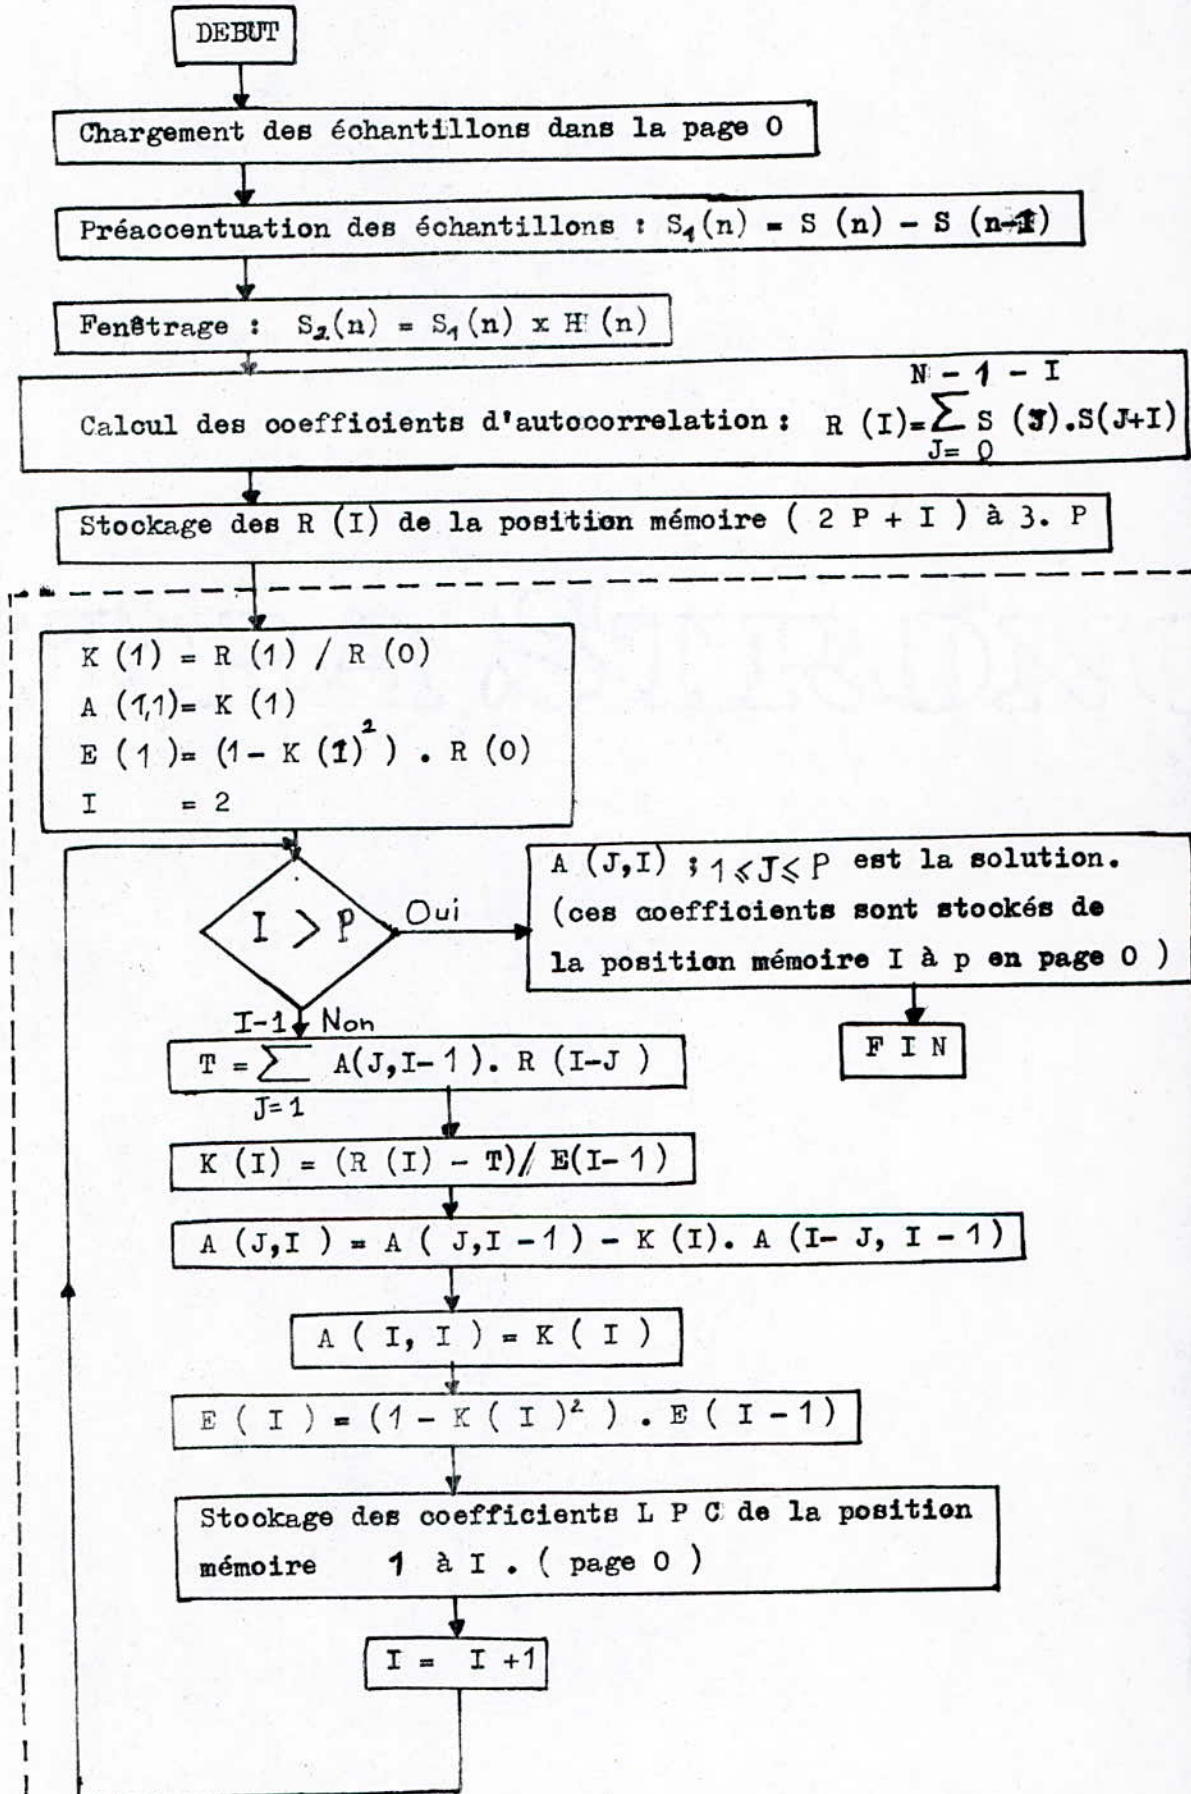 DEBUT
Chargement des échantillons dans la page 0
Préaccentuation des échantillons : S₁(n) = S (n) - S (n-1)
Fenêtrage : S₂(n) = S₁(n) x H (n)
N - 1 - I
Calcul des coefficients d'autocorrelation : R (I)=∑ S (J).S(J+I)
J= 0
Stockage des R (I) de la position mémoire ( 2 P + I ) à 3. P
K (1) = R (1) / R (0)
A (1,1)= K (1)
E (1)= (1- K (1)²) . R (0)
I = 2
I > P
Oui
A (J,I) ; 1 ⩽ J ⩽ P est la solution.
(ces coefficients sont stockés de
la position mémoire I à p en page 0 )
F I N
I-1 Non
T = ∑ A(J,I-1). R (I-J )
J=1
K (I) = (R (I) - T)/ E(I-1)
A (J,I ) = A ( J,I -1) - K (I). A (I- J, I -1)
A ( I, I ) = K ( I )
E ( I ) = (1 - K ( I )² ) . E ( I -1)
Stockage des coefficients L P C de la position
mémoire 1 à I . ( page 0 )
I = I +1